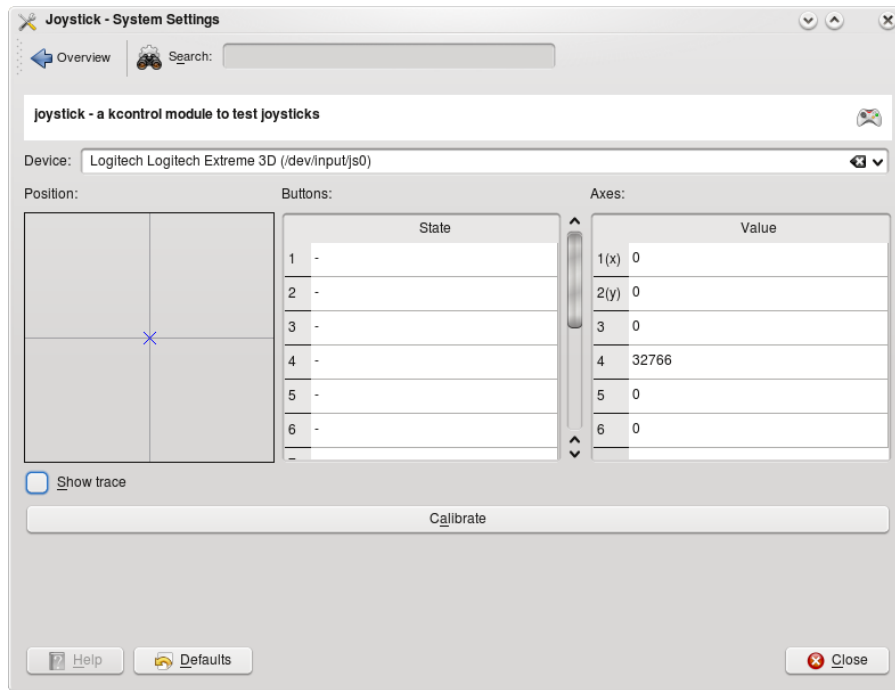 Joystick - System Settings
Overview
Search:
joystick - a kcontrol module to test joysticks
Device: Logitech Logitech Extreme 3D (/dev/input/js0)
Position:
Buttons:
State
1 -
2 -
3 -
4 -
5 -
6 -
Axes:
Value
1(x) 0
2(y) 0
3 0
4 32766
5 0
6 0
Show trace
Calibrate
Help
Defaults
Close